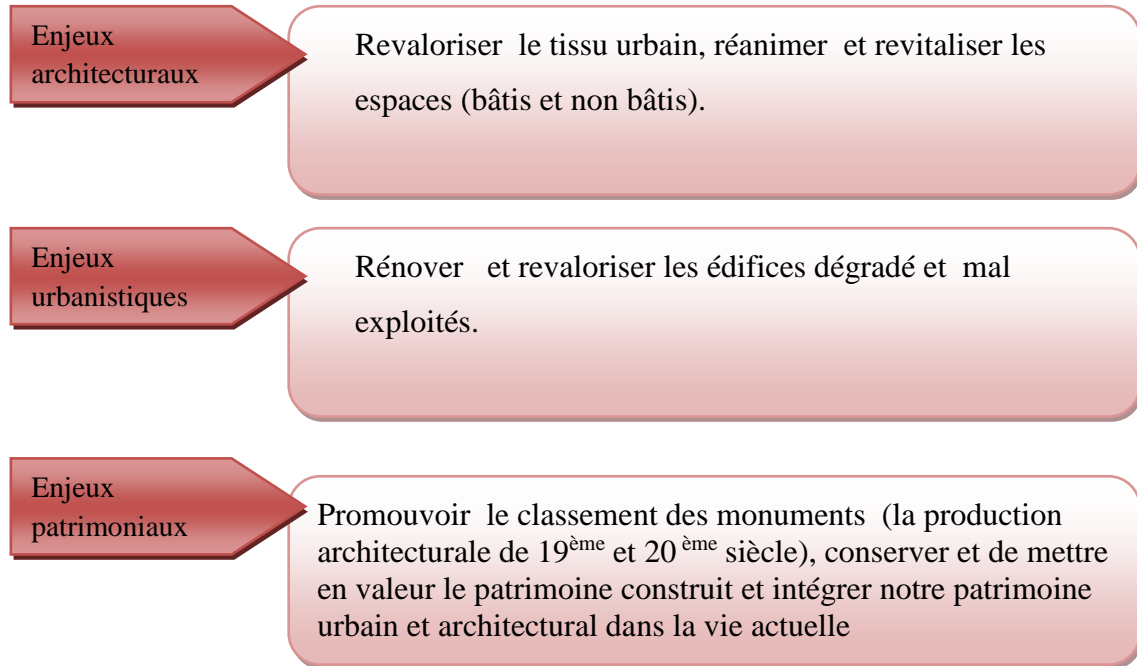 Enjeux
architecturaux
Revaloriser le tissu urbain, réanimer et revitaliser les
espaces (bâtis et non bâtis).
Enjeux
urbanistiques
Rénover et revaloriser les édifices dégradé et mal
exploités.
Enjeux
patrimoniaux
Promouvoir le classement des monuments (la production
architecturale de 19ème et 20 ème siècle), conserver et de mettre
en valeur le patrimoine construit et intégrer notre patrimoine
urbain et architectural dans la vie actuelle